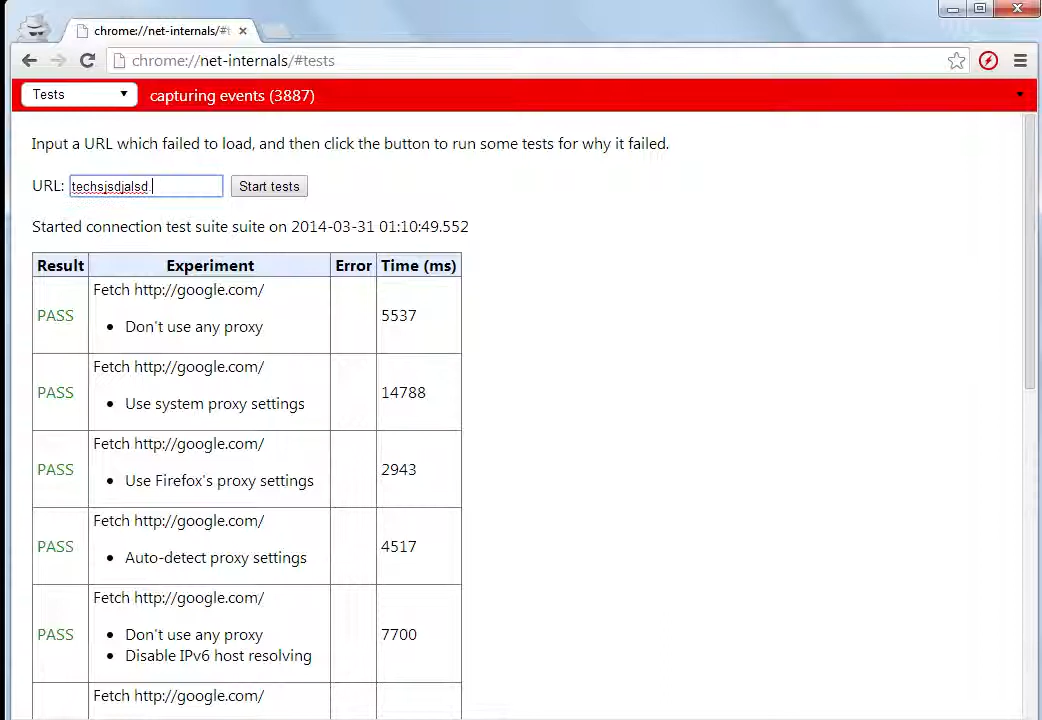 chrome://net-internals/#t
chrome://net-internals/#tests
Tests
capturing events (3887)
Input a URL which failed to load, and then click the button to run some tests for why it failed.
URL: techsjsdjalsd. Start tests
Started connection test suite suite on 2014-03-31 01:10:49.552
Result Experiment Error Time (ms)
Fetch http://google.com/
PASS 5537
• Don't use any proxy
Fetch http://google.com/
PASS 14788
• Use system proxy settings
Fetch http://google.com/
PASS 2943
• Use Firefox's proxy settings
Fetch http://google.com/
PASS 4517
• Auto-detect proxy settings
Fetch http://google.com/
PASS 7700
• Don't use any proxy
• Disable IPv6 host resolving
Fetch http://google.com/